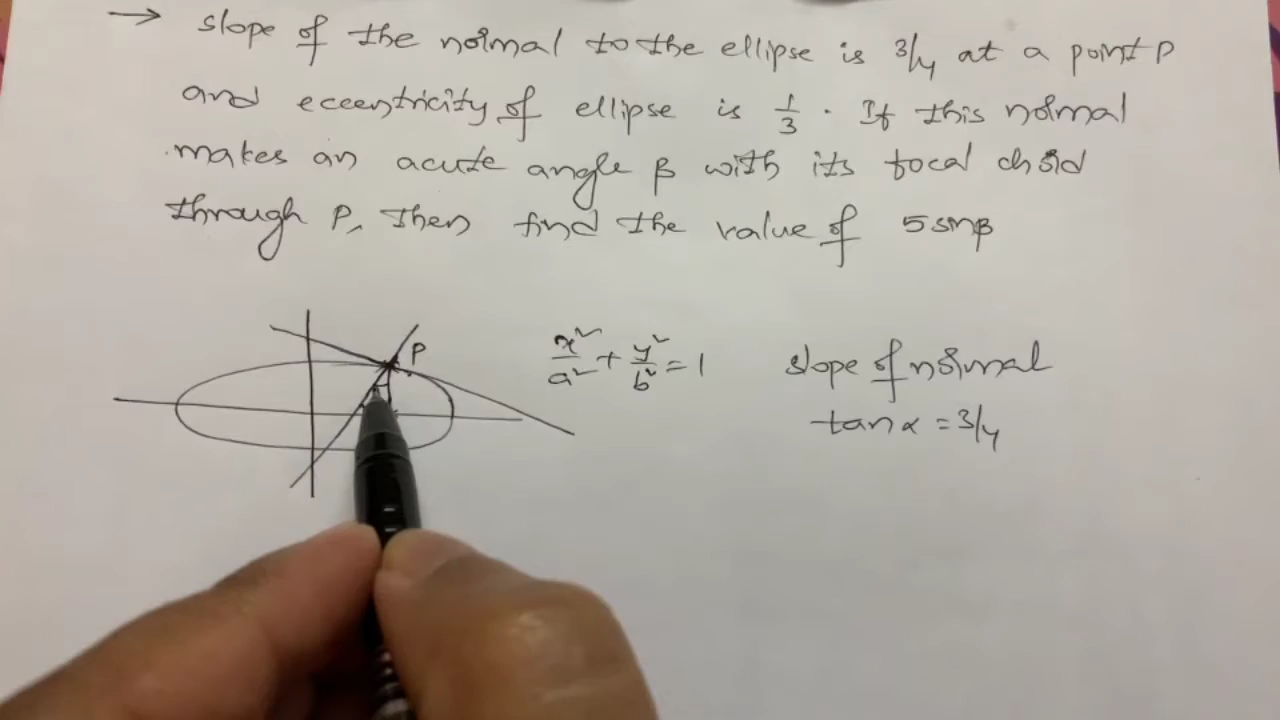 → slope of the normal to the ellipse is 3/4 at a point P
and eccentricity of ellipse is 1/3 . If this normal
makes an acute angle β with its focal chord
through P, then find the value of 5 sinβ
P
x²/a² + y²/b² = 1
slope of normal
tan α = 3/4